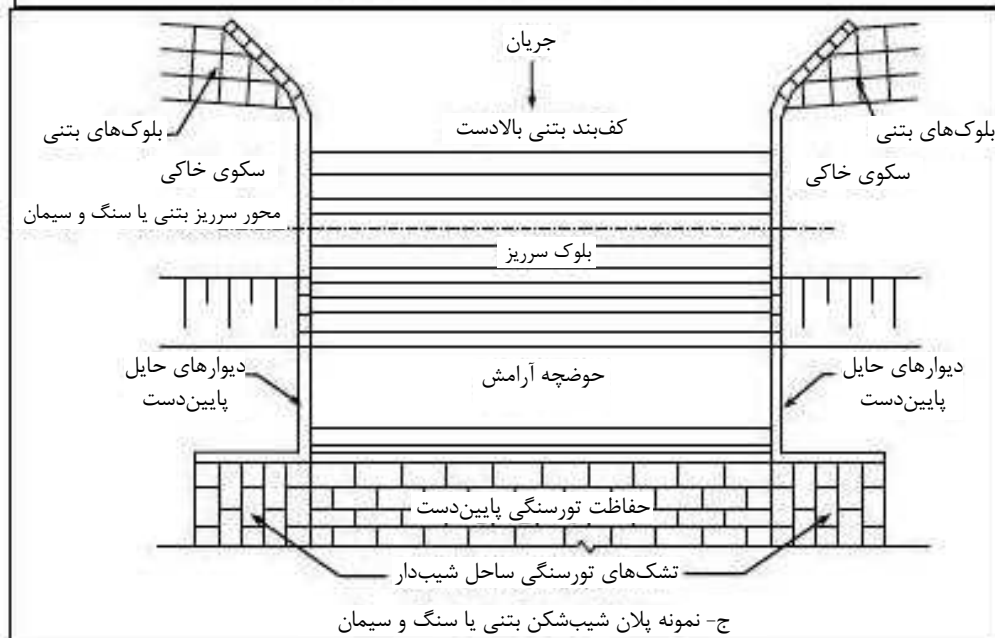 جریان
کف‌بند بتنی بالادست
بلوک‌های بتنی
بلوک‌های بتنی
سکوی خاکی
سکوی خاکی
محور سرریز بتنی یا سنگ و سیمان
بلوک سرریز
دیوارهای حایل
پایین‌دست
حوضچه آرامش
دیوارهای حایل
پایین‌دست
حفاظت تورسنگی پایین‌دست
تشک‌های تورسنگی ساحل شیب‌دار
ج- نمونه پلان شیب‌شکن بتنی یا سنگ و سیمان